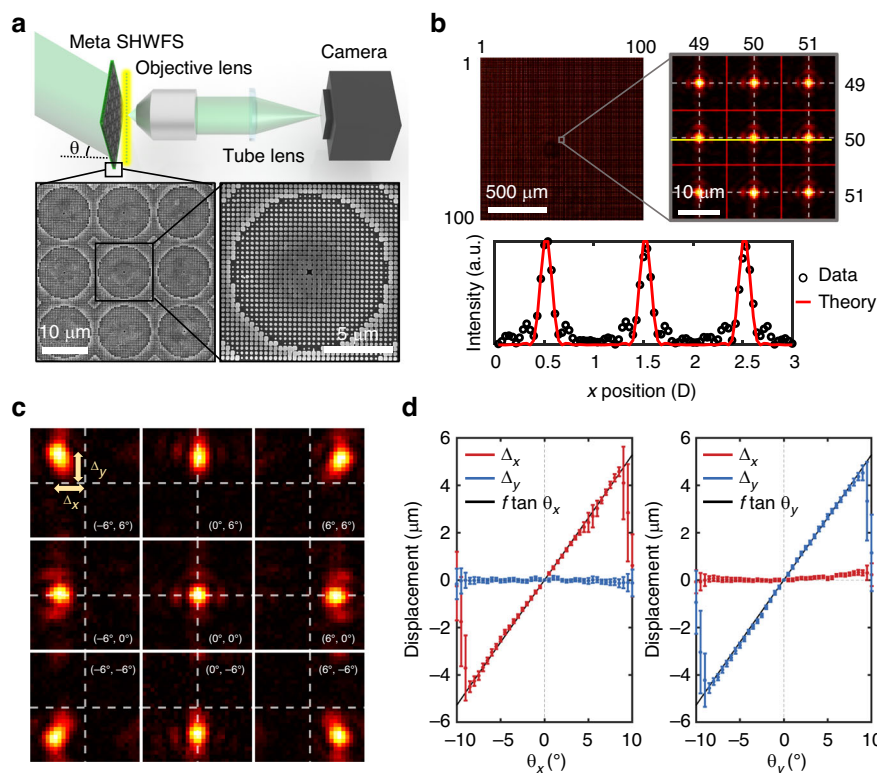 a
Meta SHWFS
Objective lens
Camera
θ
Tube lens
10 μm
5 μm
b
1 100
1
100
500 μm
49 50 51
49
50
51
10 μm
Intensity (a.u.)
Data
Theory
0 0.5 1 1.5 2 2.5 3
x position (D)
c
Δy
Δx
(−6°, 6°) (0°, 6°) (6°, 6°)
(−6°, 0°) (0°, 0°) (6°, 0°)
(−6°, −6°) (0°, −6°) (6°, −6°)
d
Displacement (μm)
6
4
2
0
−2
−4
−6
Δx
Δy
f tan θx
−10 −5 0 5 10
θx (°)
Displacement (μm)
6
4
2
0
−2
−4
−6
Δx
Δy
f tan θy
−10 −5 0 5 10
θy (°)